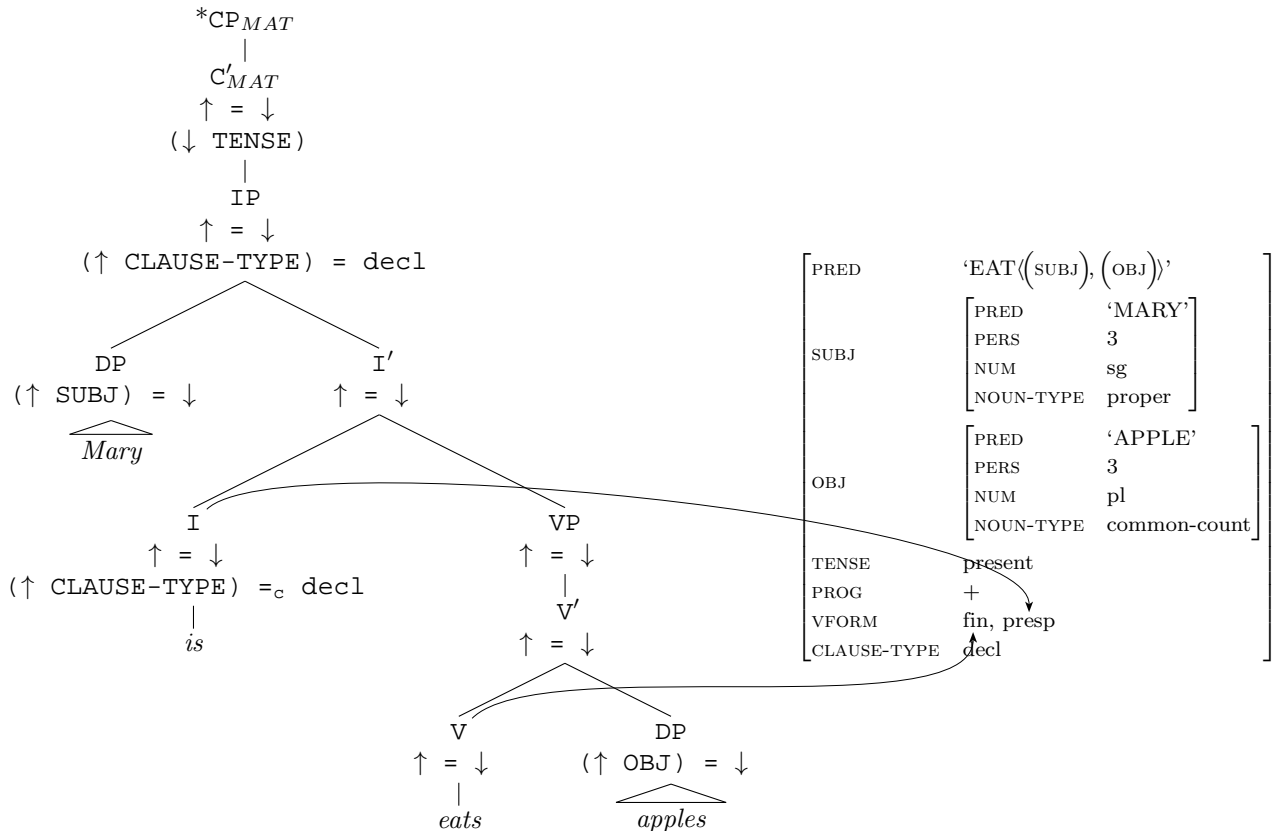 *CP_MAT
C′_MAT
↑ = ↓
(↓ TENSE)
IP
↑ = ↓
(↑ CLAUSE-TYPE) = decl
DP
(↑ SUBJ) = ↓
Mary
I′
↑ = ↓
I
↑ = ↓
(↑ CLAUSE-TYPE) =c decl
is
VP
↑ = ↓
V′
↑ = ↓
V
↑ = ↓
eats
DP
(↑ OBJ) = ↓
apples
PRED ‘EAT⟨(SUBJ), (OBJ)⟩’
SUBJ
PRED ‘MARY’
PERS 3
NUM sg
NOUN-TYPE proper
OBJ
PRED ‘APPLE’
PERS 3
NUM pl
NOUN-TYPE common-count
TENSE present
PROG +
VFORM fin, presp
CLAUSE-TYPE decl